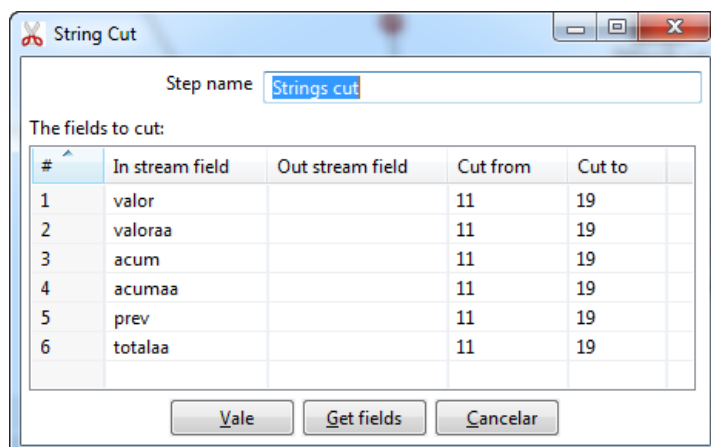 String Cut
Step name Strings cut
The fields to cut:
# In stream field Out stream field Cut from Cut to
1 valor 11 19
2 valoraa 11 19
3 acum 11 19
4 acumaa 11 19
5 prev 11 19
6 totalaa 11 19
Vale Get fields Cancelar